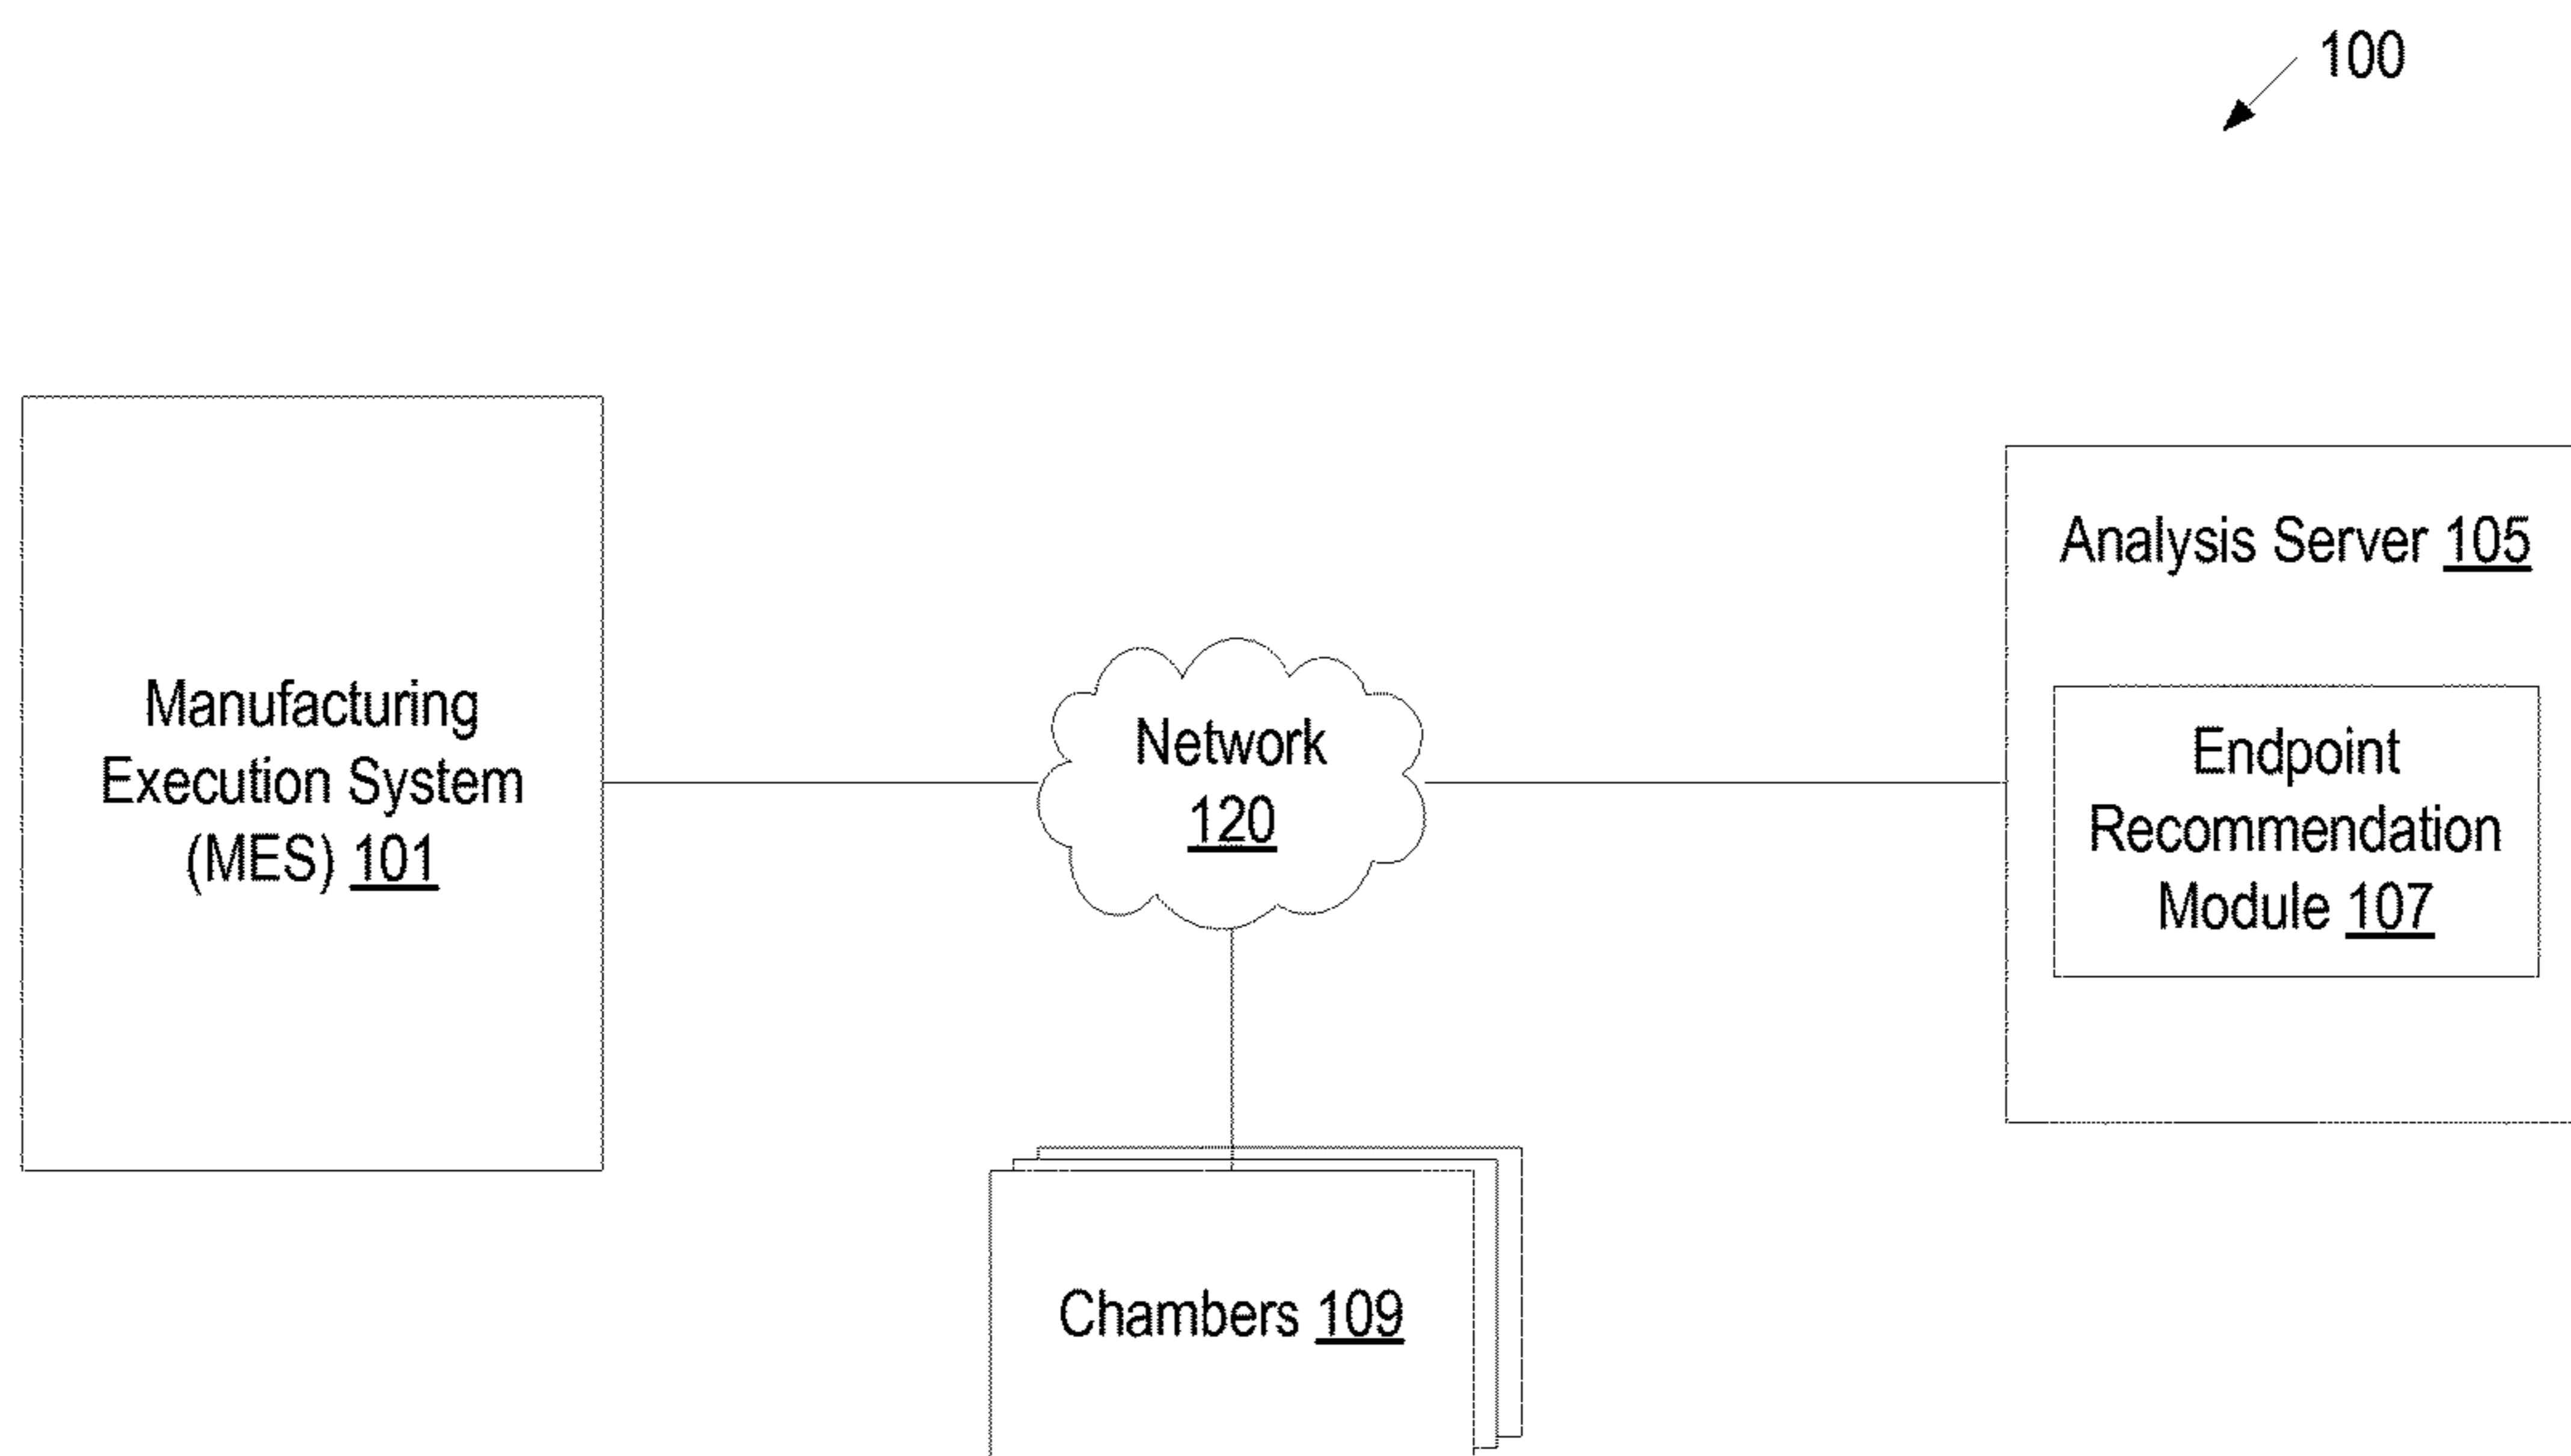 100
Manufacturing
Execution System
(MES) 101
Network
120
Analysis Server 105
Endpoint
Recommendation
Module 107
Chambers 109